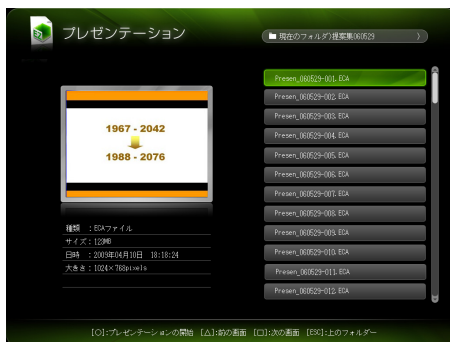 プレゼンテーション
現在のフォルダ)提案集060529 〉
Presen_060529-001.ECA
Presen_060529-002.ECA
Presen_060529-003.ECA
Presen_060529-004.ECA
Presen_060529-005.ECA
Presen_060529-006.ECA
Presen_060529-007.ECA
Presen_060529-008.ECA
Presen_060529-009.ECA
Presen_060529-010.ECA
Presen_060529-011.ECA
Presen_060529-012.ECA
1967 - 2042
1988 - 2076
種類 :ECAファイル
サイズ:123MB
日時 :2009年04月10日 18:18:24
大きさ:1024×768pixels
[○]:プレゼンテーションの開始 [△]:前の画面 [□]:次の画面 [ESC]:上のフォルダー